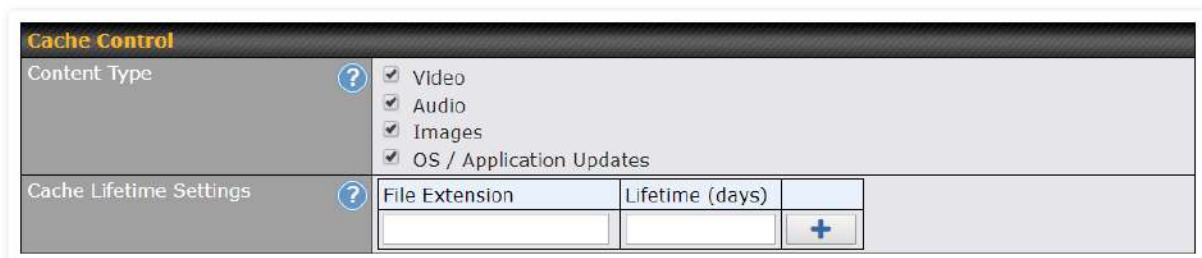 Cache Control
Content Type ?
Video
Audio
Images
OS / Application Updates
Cache Lifetime Settings ?
File Extension Lifetime (days)
+